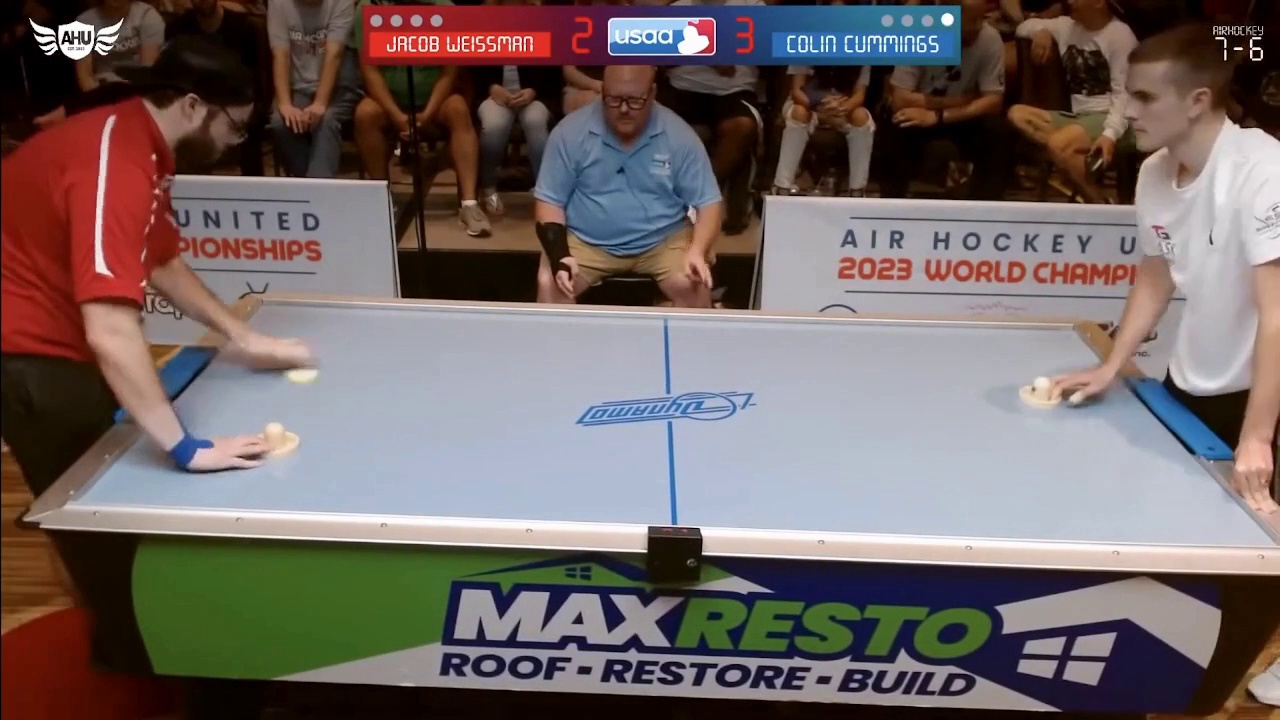 AHU
JACOB WEISSMAN 2 usaa 3 COLIN CUMMINGS
AIRHOCKEY
7-6
UNITED
PIONSHIPS
AIR HOCKEY U
2023 WORLD CHAMPI
DYNAMO
MAXRESTO
ROOF - RESTORE - BUILD